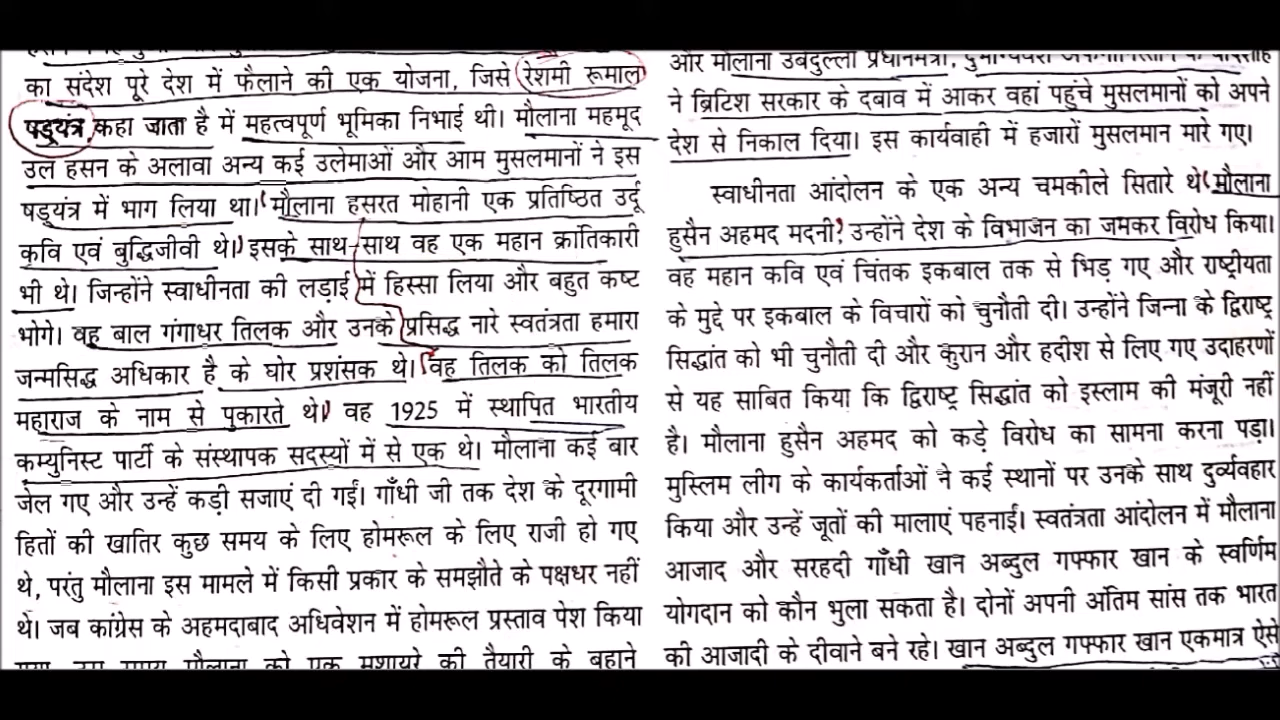 का संदेश पूरे देश में फैलाने की एक योजना, जिसे रेशमी रूमाल
षड्यंत्र कहा जाता है में महत्वपूर्ण भूमिका निभाई थी। मौलाना महमूद
उल हसन के अलावा अन्य कई उलेमाओं और आम मुसलमानों ने इस
षड्यंत्र में भाग लिया था। मौलाना हसरत मोहानी एक प्रतिष्ठित उर्दू
कवि एवं बुद्धिजीवी थे। इसके साथ-साथ वह एक महान क्रांतिकारी
भी थे। जिन्होंने स्वाधीनता की लड़ाई में हिस्सा लिया और बहुत कष्ट
भोगे। वह बाल गंगाधर तिलक और उनके प्रसिद्ध नारे स्वतंत्रता हमारा
जन्मसिद्ध अधिकार है के घोर प्रशंसक थे। वह तिलक को तिलक
महाराज के नाम से पुकारते थे। वह 1925 में स्थापित भारतीय
कम्युनिस्ट पार्टी के संस्थापक सदस्यों में से एक थे। मौलाना कई बार
जेल गए और उन्हें कड़ी सजाएं दी गईं। गाँधी जी तक देश के दूरगामी
हितों की खातिर कुछ समय के लिए होमरूल के लिए राजी हो गए
थे, परंतु मौलाना इस मामले में किसी प्रकार के समझौते के पक्षधर नहीं
थे। जब कांग्रेस के अहमदाबाद अधिवेशन में होमरूल प्रस्ताव पेश किया
मौलाना को एक मुशायरे की तैयारी के बहाने
और मौलाना उबेदुल्ला प्रधानमंत्री, दुर्भाग्यवश
ने ब्रिटिश सरकार के दबाव में आकर वहां पहुंचे मुसलमानों को अपने
देश से निकाल दिया। इस कार्यवाही में हजारों मुसलमान मारे गए।
स्वाधीनता आंदोलन के एक अन्य चमकीले सितारे थे मौलाना
हुसैन अहमद मदनी? उन्होंने देश के विभाजन का जमकर विरोध किया।
वह महान कवि एवं चिंतक इकबाल तक से भिड़ गए और राष्ट्रीयता
के मुद्दे पर इकबाल के विचारों को चुनौती दी। उन्होंने जिन्ना के द्विराष्ट्र
सिद्धांत को भी चुनौती दी और कुरान और हदीश से लिए गए उदाहरणों
से यह साबित किया कि द्विराष्ट्र सिद्धांत को इस्लाम की मंजूरी नहीं
है। मौलाना हुसैन अहमद को कड़े विरोध का सामना करना पड़ा।
मुस्लिम लीग के कार्यकर्ताओं ने कई स्थानों पर उनके साथ दुर्व्यवहार
किया और उन्हें जूतों की मालाएं पहनाईं। स्वतंत्रता आंदोलन में मौलाना
आजाद और सरहदी गाँधी खान अब्दुल गफ्फार खान के स्वर्णिम
योगदान को कौन भुला सकता है। दोनों अपनी अंतिम सांस तक भारत
की आजादी के दीवाने बने रहे। खान अब्दुल गफ्फार खान एकमात्र ऐसे